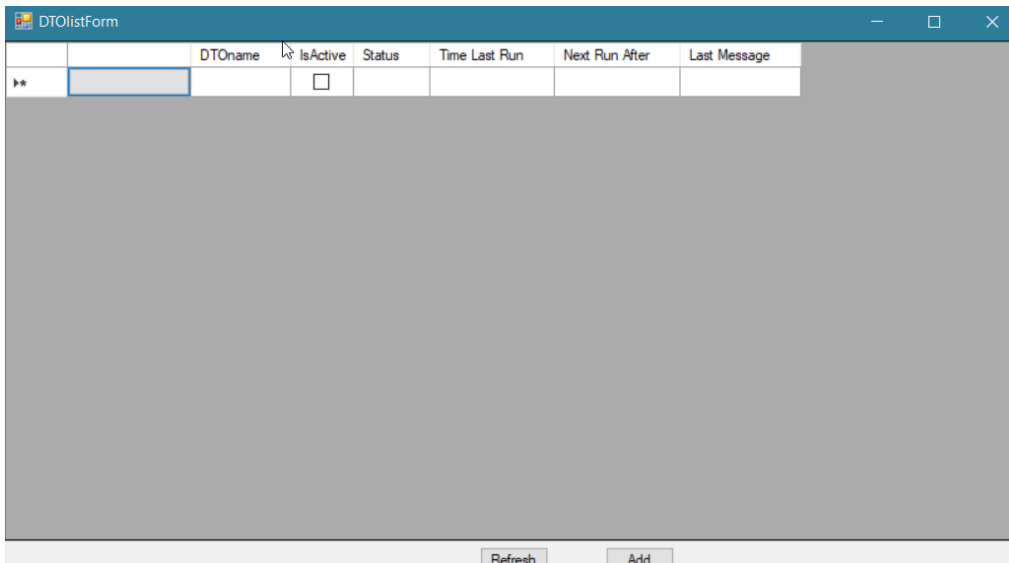 DTOlistForm
DTOname IsActive Status Time Last Run Next Run After Last Message
Refresh Add